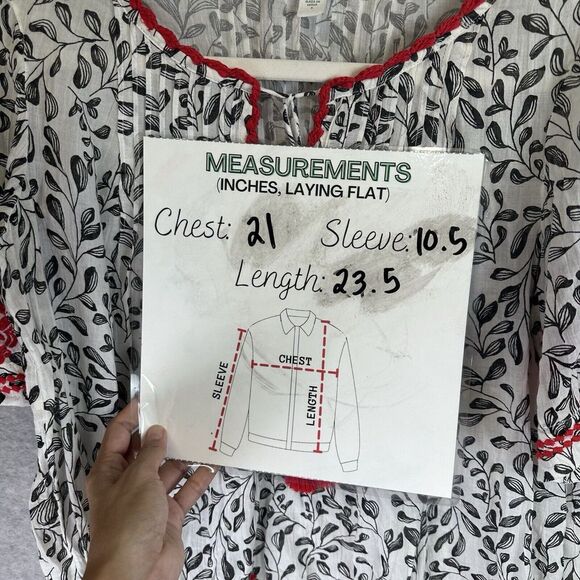 MEASUREMENTS
(INCHES, LAYING FLAT)
Chest: 21 Sleeve: 10.5
Length: 23.5
CHEST
SLEEVE
LENGTH